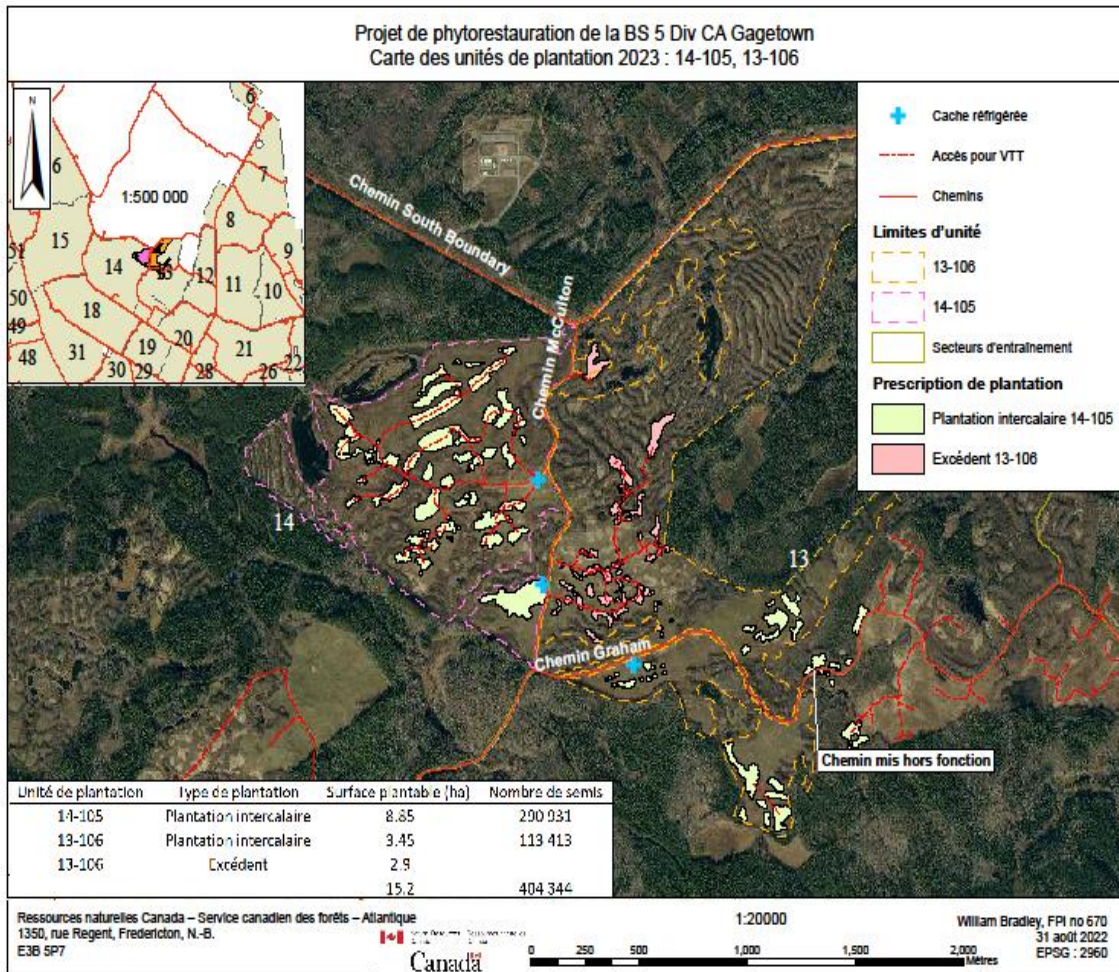 Projet de phytorestauration de la BS 5 Div CA Gagetown
Carte des unités de plantation 2023 : 14-105, 13-106
N
1:500 000
6
6
7
8
15
51
14
13
12
9
11
10
50
18
49
20
19
21
48
31
30
29
28
26
22
Cache réfrigérée
Accès pour VTT
Chemins
Limites d'unité
13-106
14-105
Secteurs d'entraînement
Prescription de plantation
Plantation intercalaire 14-105
Excédent 13-106
Chemin South Boundary
Chemin McCuiton
14
13
Chemin Graham
Chemin mis hors fonction
Unité de plantation Type de plantation Surface plantable (ha) Nombre de semis
14-105 Plantation intercalaire 8.85 290 931
13-106 Plantation intercalaire 3.45 113 413
13-106 Excédent 2.9
15.2 404 344
Ressources naturelles Canada – Service canadien des forêts – Atlantique
1350, rue Regent, Fredericton, N.-B.
E3B 5P7
Canada
1:20000
0 500 1,000 1,500 2,000
Mètres
William Bradley, FPI no 670
31 août 2022
EPSG : 2960